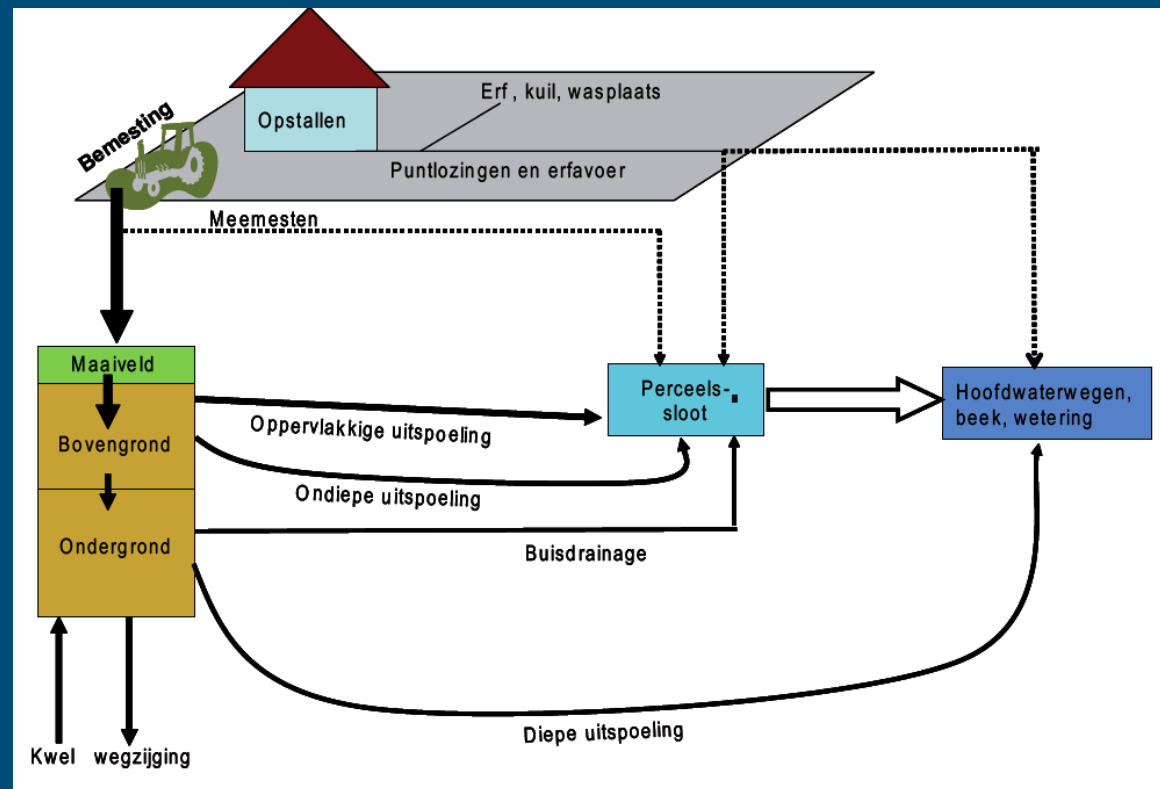 Erf , kuil, wasplaats
Opstallen
Bemesting
Puntlozingen en erfavoer
Meemesten
Maaiveld
Perceels-
sloot
Hoofdwaterwegen,
beek, wetering
Oppervlakkige uitspoeling
Bovengrond
Ondiepe uitspoeling
Ondergrond
Buisdrainage
Diepe uitspoeling
Kwel wegzijging